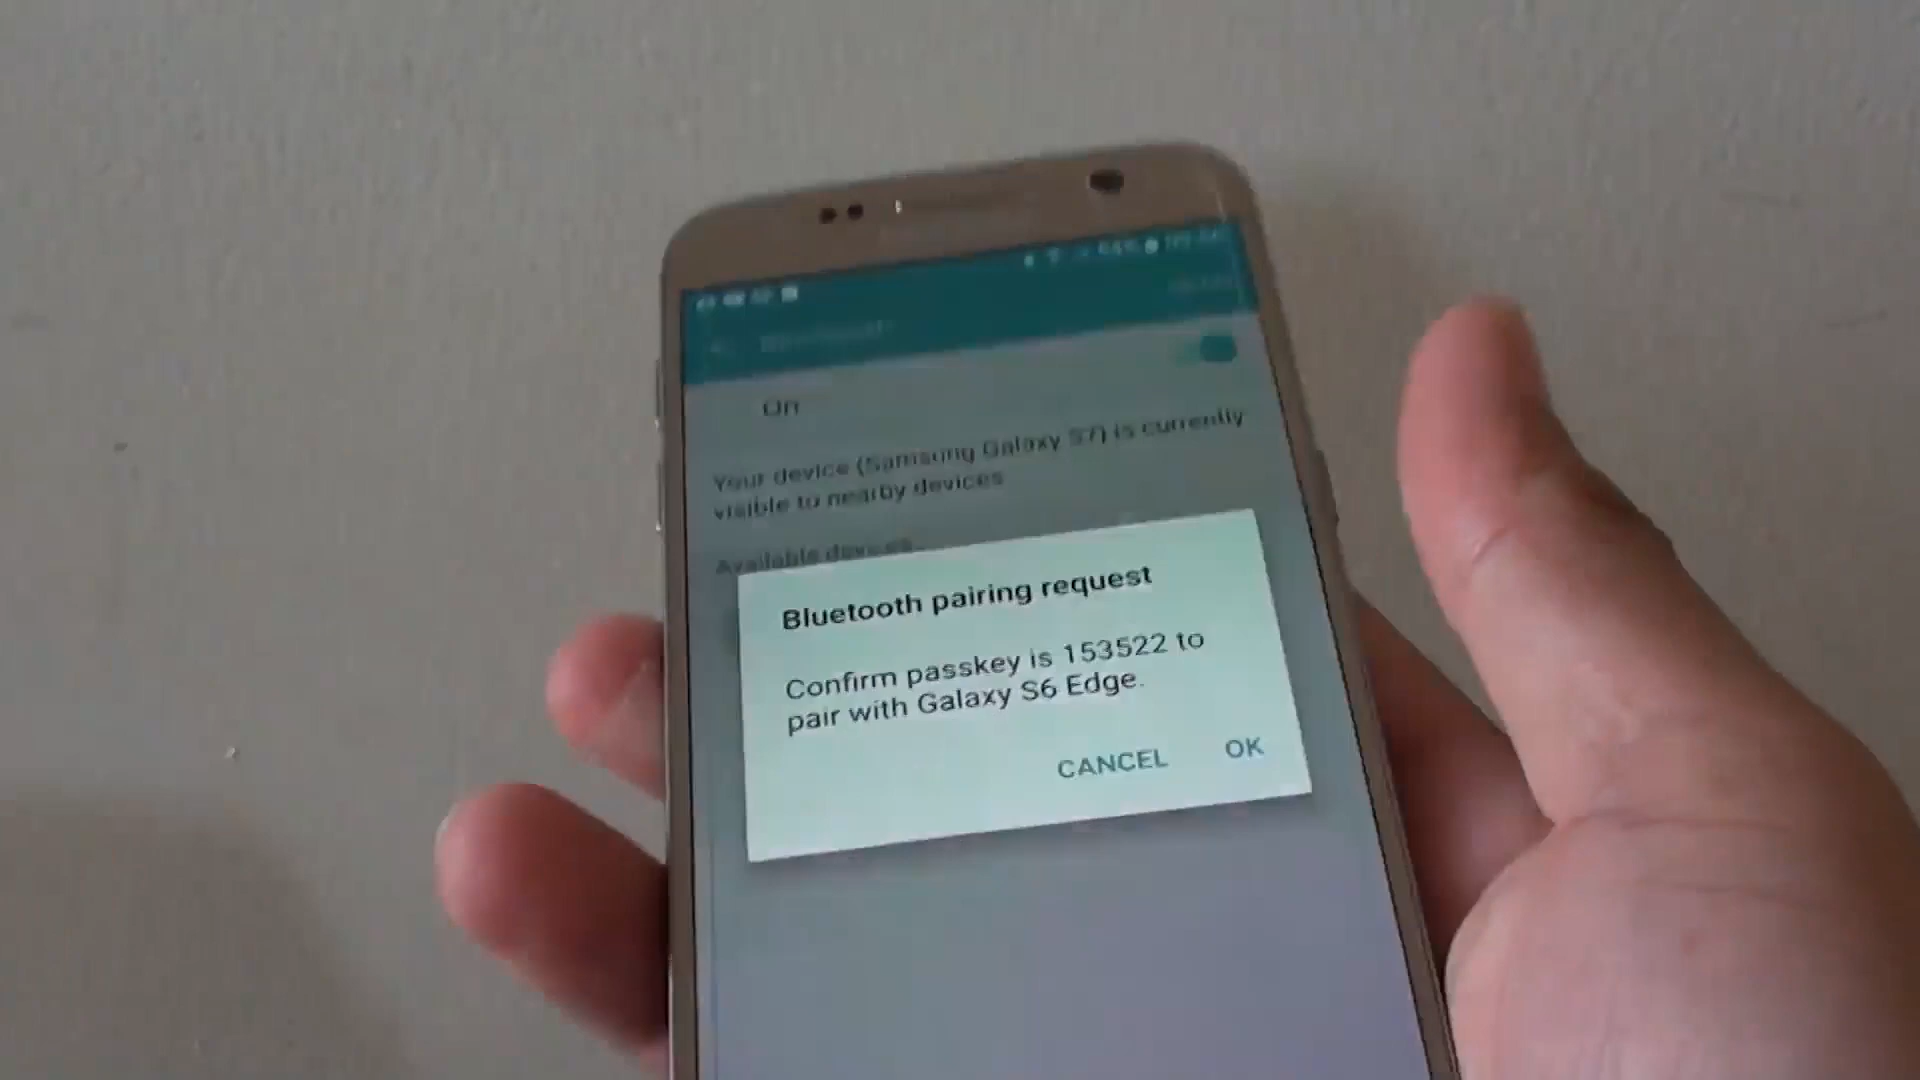 On
Your device (Samsung Galaxy S7) is currently
visible to nearby devices
Available devices
Bluetooth pairing request
Confirm passkey is 153522 to
pair with Galaxy S6 Edge.
CANCEL OK